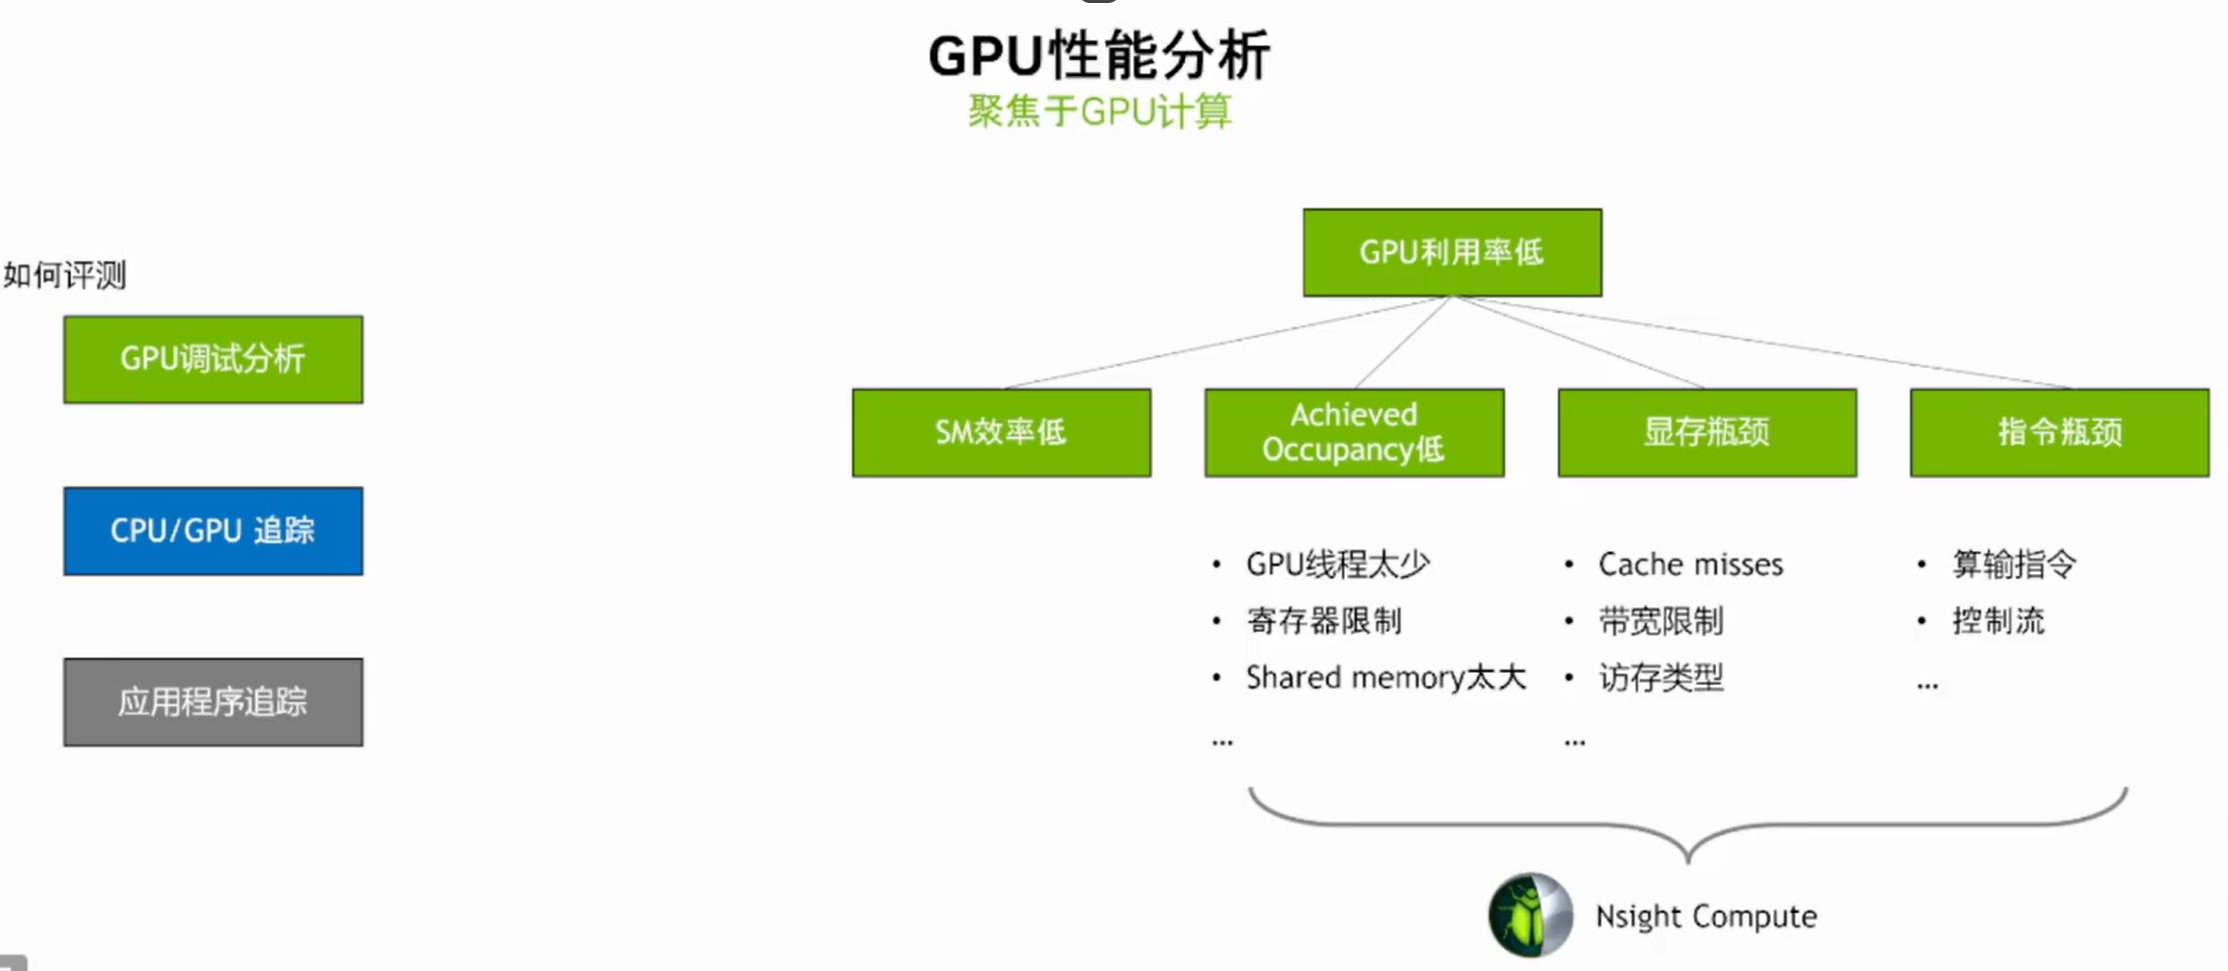 GPU性能分析
聚焦于GPU计算
如何评测
GPU调试分析
CPU/GPU 追踪
应用程序追踪
GPU利用率低
SM效率低
Achieved
Occupancy低
显存瓶颈
指令瓶颈
• GPU线程太少
• 寄存器限制
• Shared memory太大
...
• Cache misses
• 带宽限制
• 访存类型
...
• 算输指令
• 控制流
...
Nsight Compute